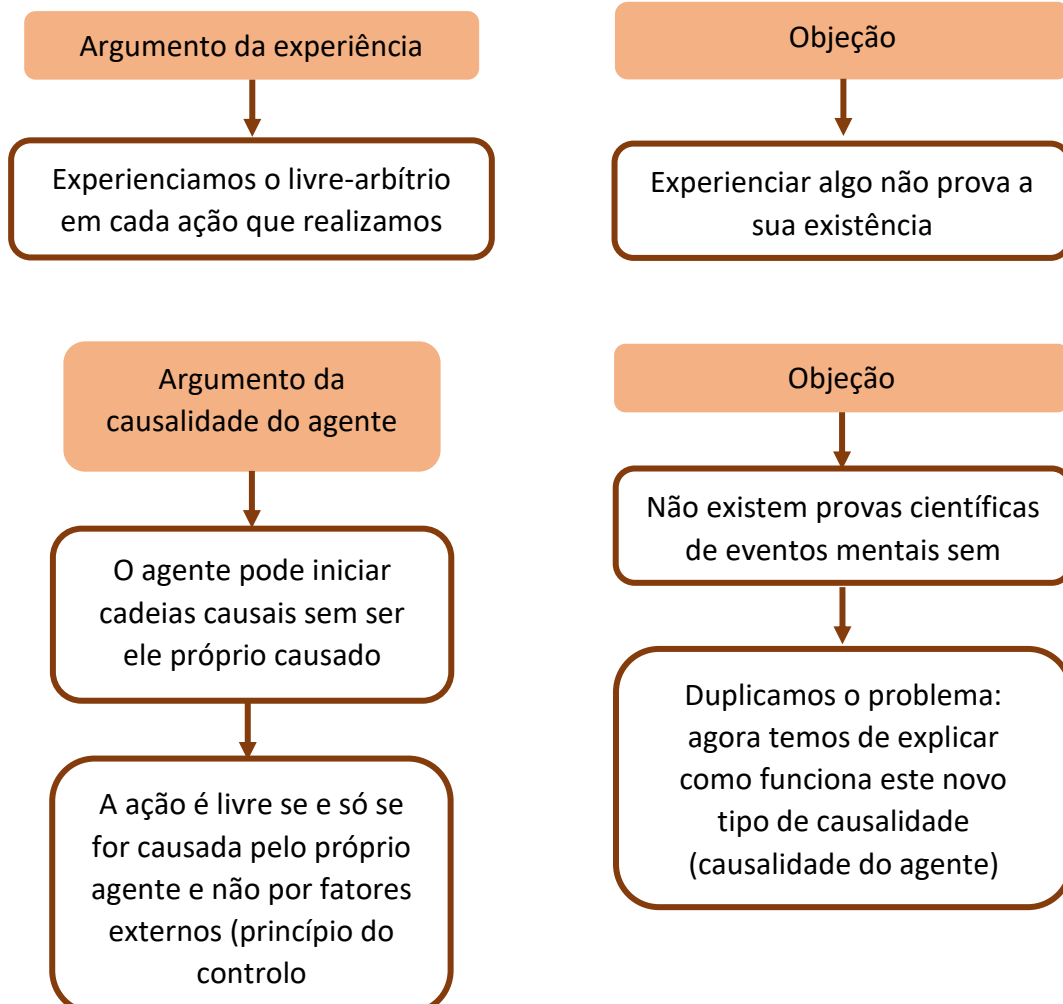 Argumento da experiência
Experienciamos o livre-arbítrio
em cada ação que realizamos
Objeção
Experienciar algo não prova a
sua existência
Argumento da
causalidade do agente
O agente pode iniciar
cadeias causais sem ser
ele próprio causado
A ação é livre se e só se
for causada pelo próprio
agente e não por fatores
externos (princípio do
controlo
Objeção
Não existem provas científicas
de eventos mentais sem
Duplicamos o problema:
agora temos de explicar
como funciona este novo
tipo de causalidade
(causalidade do agente)